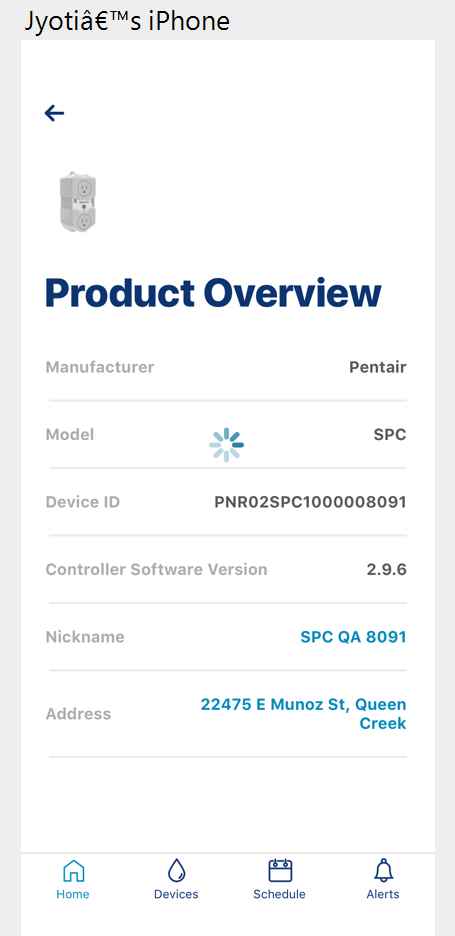 Jyotiâ€™s iPhone
Product Overview
Manufacturer Pentair
Model SPC
Device ID PNR02SPC1000008091
Controller Software Version 2.9.6
Nickname SPC QA 8091
Address 22475 E Munoz St, Queen
Creek
Home Devices Schedule Alerts